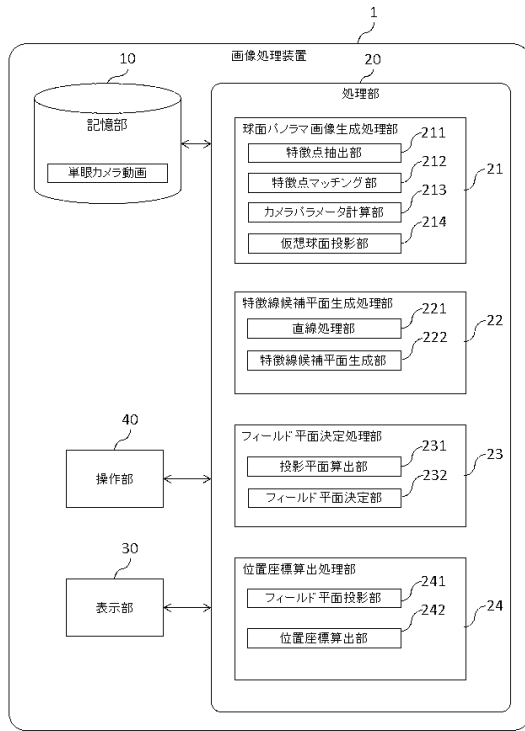 1
画像処理装置
10
記憶部
単眼カメラ動画
20
処理部
球面パノラマ画像生成処理部
特徴点抽出部
211
特徴点マッチング部
212
カメラパラメータ計算部
213
仮想球面投影部
214
21
特徴線候補平面生成処理部
直線処理部
221
特徴線候補平面生成部
222
22
40
操作部
フィールド平面決定処理部
投影平面算出部
231
フィールド平面決定部
232
23
30
表示部
位置座標算出処理部
フィールド平面投影部
241
位置座標算出部
242
24